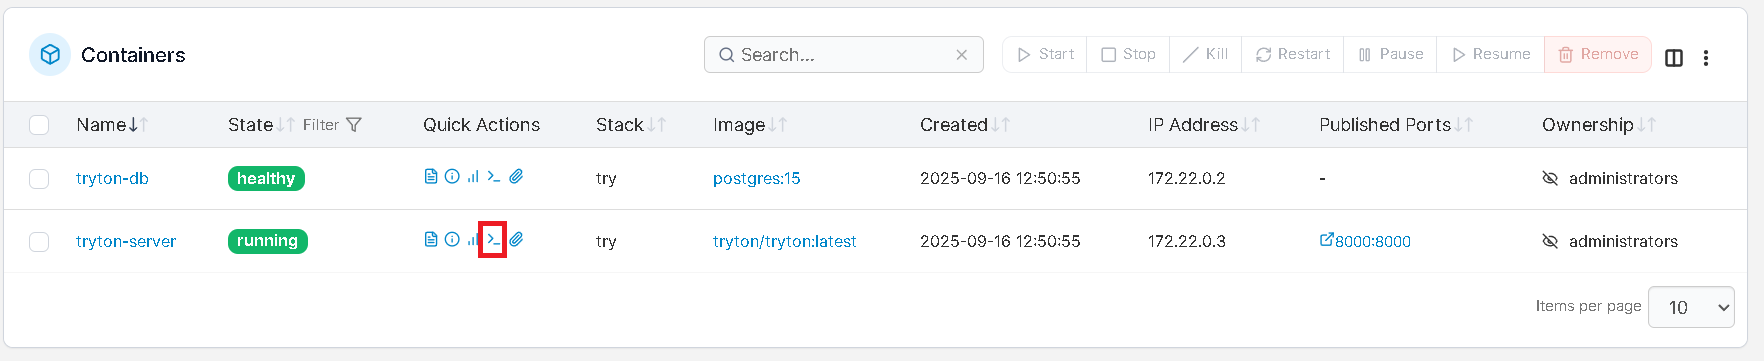 Containers Search... Start Stop Kill Restart Pause Resume Remove
Name State Filter Quick Actions Stack Image Created IP Address Published Ports Ownership
tryton-db healthy try postgres:15 2025-09-16 12:50:55 172.22.0.2 - administrators
tryton-server running try tryton/tryton:latest 2025-09-16 12:50:55 172.22.0.3 8000:8000 administrators
Items per page 10